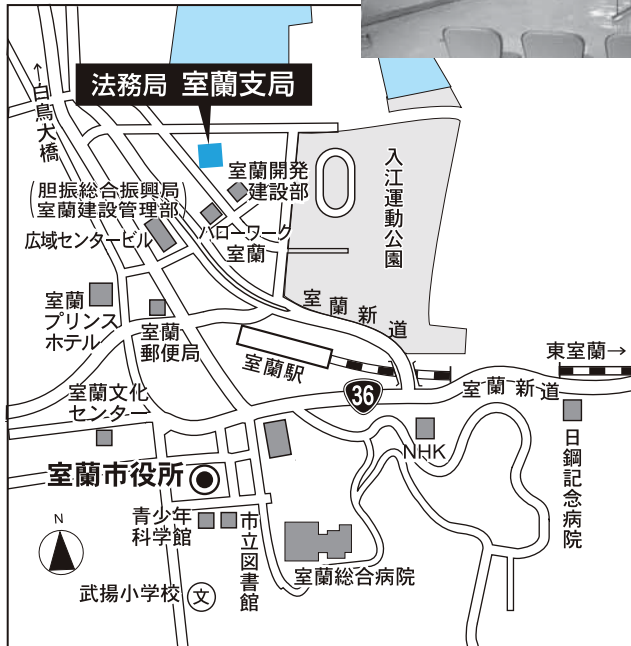 ←白鳥大橋
法務局 室蘭支局
室蘭開発
建設部
入江運動公園
(胆振総合振興局
室蘭建設管理部)
広域センタービル
ハローワーク
室蘭
室蘭
プリンス
ホテル
室蘭
郵便局
室蘭新道
室蘭駅
東室蘭→
36
室蘭新道
室蘭文化
センター
NHK
日鋼記念病院
室蘭市役所
N
青少年
科学館
市立図書館
室蘭総合病院
武揚小学校
文